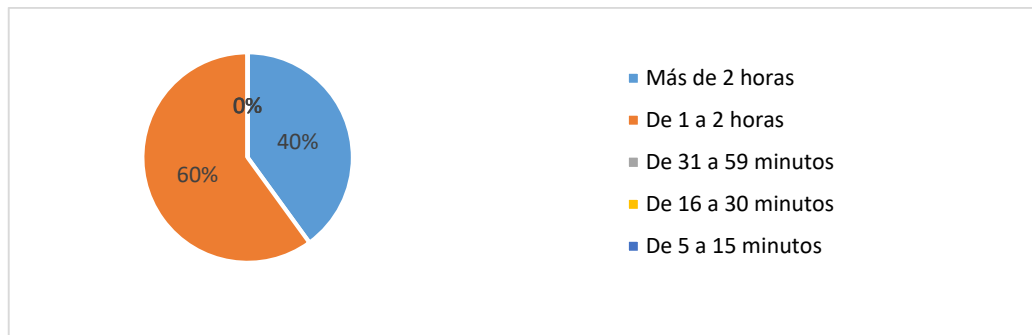 0%
40%
60%
Más de 2 horas
De 1 a 2 horas
De 31 a 59 minutos
De 16 a 30 minutos
De 5 a 15 minutos